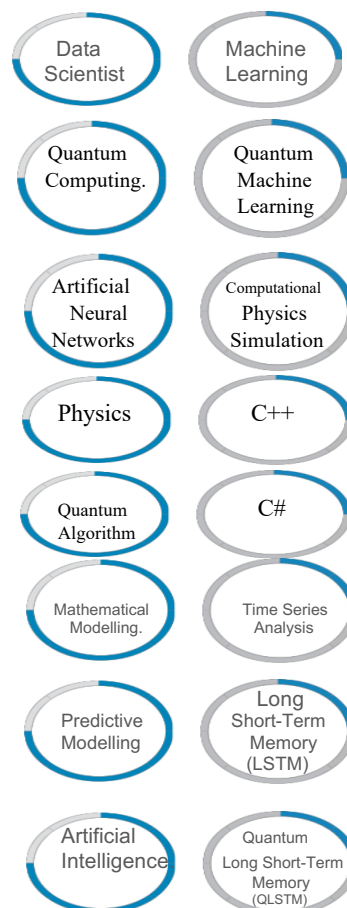 Data
Scientist
Machine
Learning
Quantum
Computing.
Quantum
Machine
Learning
Artificial
Neural
Networks
Computational
Physics
Simulation
Physics
C++
Quantum
Algorithm
C#
Mathematical
Modelling.
Time Series
Analysis
Predictive
Modelling
Long
Short-Term
Memory
(LSTM)
Artificial
Intelligence
Quantum
Long Short-Term
Memory
(QLSTM)